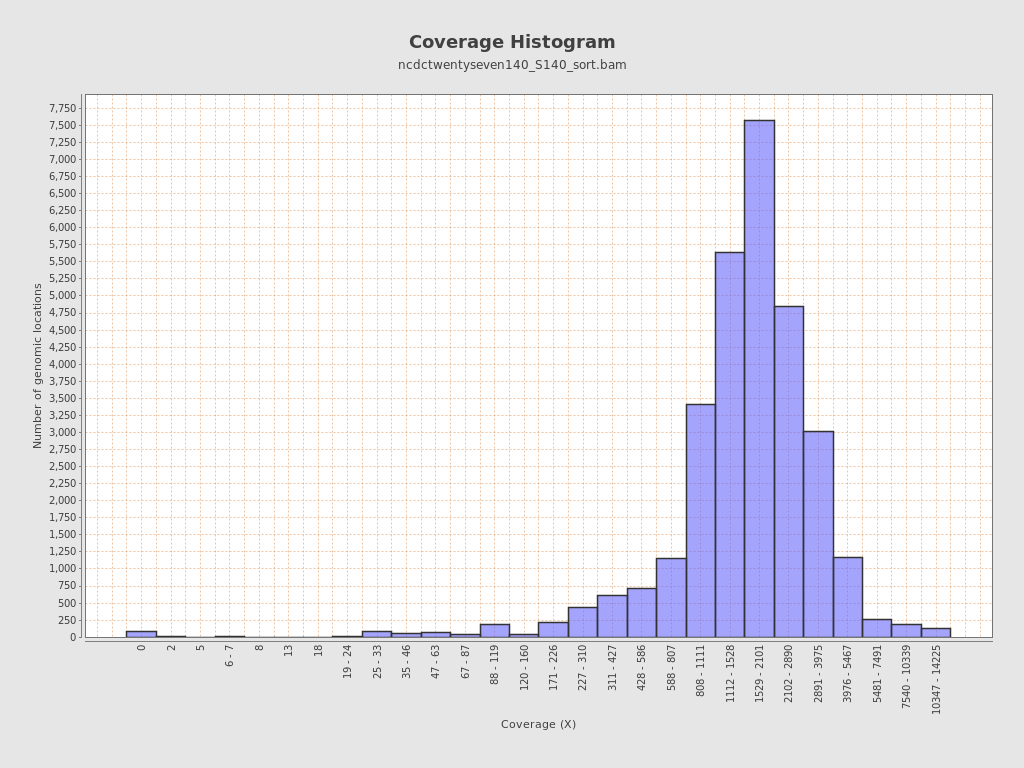 Coverage Histogram
ncdctwentyseven140_S140_sort.bam
7,750
7,500
7,250
7,000
6,750
6,500
6,250
6,000
5,750
5,500
5,250
5,000
4,750
4,500
4,250
4,000
3,750
3,500
3,250
3,000
2,750
2,500
2,250
2,000
1,750
1,500
1,250
1,000
750
500
250
0
Number of genomic locations
0
2
5
6 - 7
8
13
18
19 - 24
25 - 33
35 - 46
47 - 63
67 - 87
88 - 119
120 - 160
171 - 226
227 - 310
311 - 427
428 - 586
588 - 807
808 - 1111
1112 - 1528
1529 - 2101
2102 - 2890
2891 - 3975
3976 - 5467
5481 - 7491
7540 - 10339
10347 - 14225
Coverage (X)